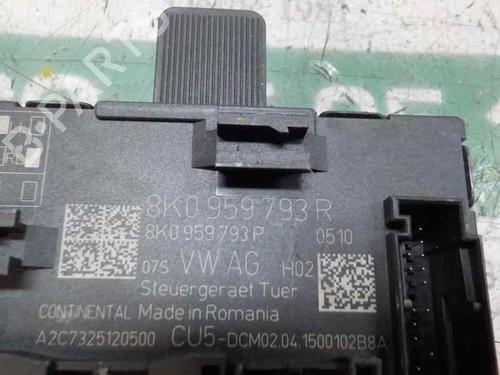 B PARTS
8K0 959 793 R
8K0 959 793 P
0510
07S VW AG H02
Steuergeraet Tuer
CONTINENTAL Made in Romania
A2C7325120500 CU5-DCM02.04.1500102B8A